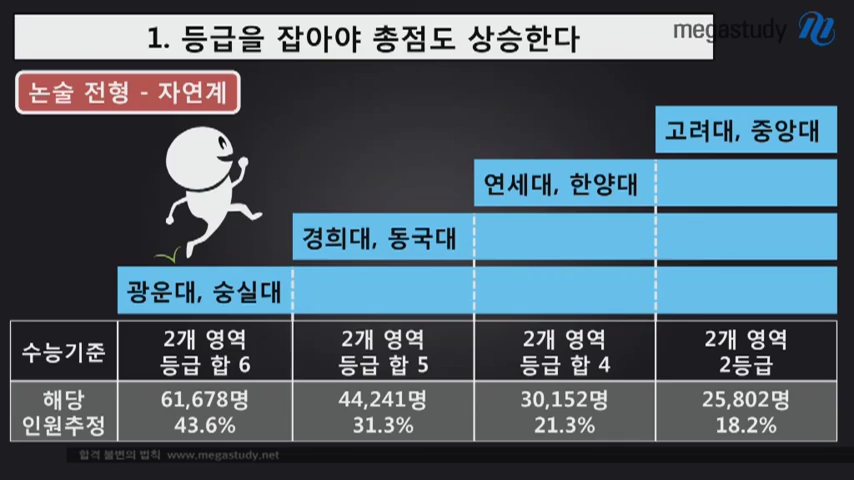 1. 등급을 잡아야 총점도 상승한다
megastudy
논술 전형 - 자연계
고려대, 중앙대
연세대, 한양대
경희대, 동국대
광운대, 숭실대
수능기준
2개 영역
등급 합 6
2개 영역
등급 합 5
2개 영역
등급 합 4
2개 영역
2등급
해당
인원추정
61,678명
43.6%
44,241명
31.3%
30,152명
21.3%
25,802명
18.2%
합격 불변의 법칙 www.megastudy.net